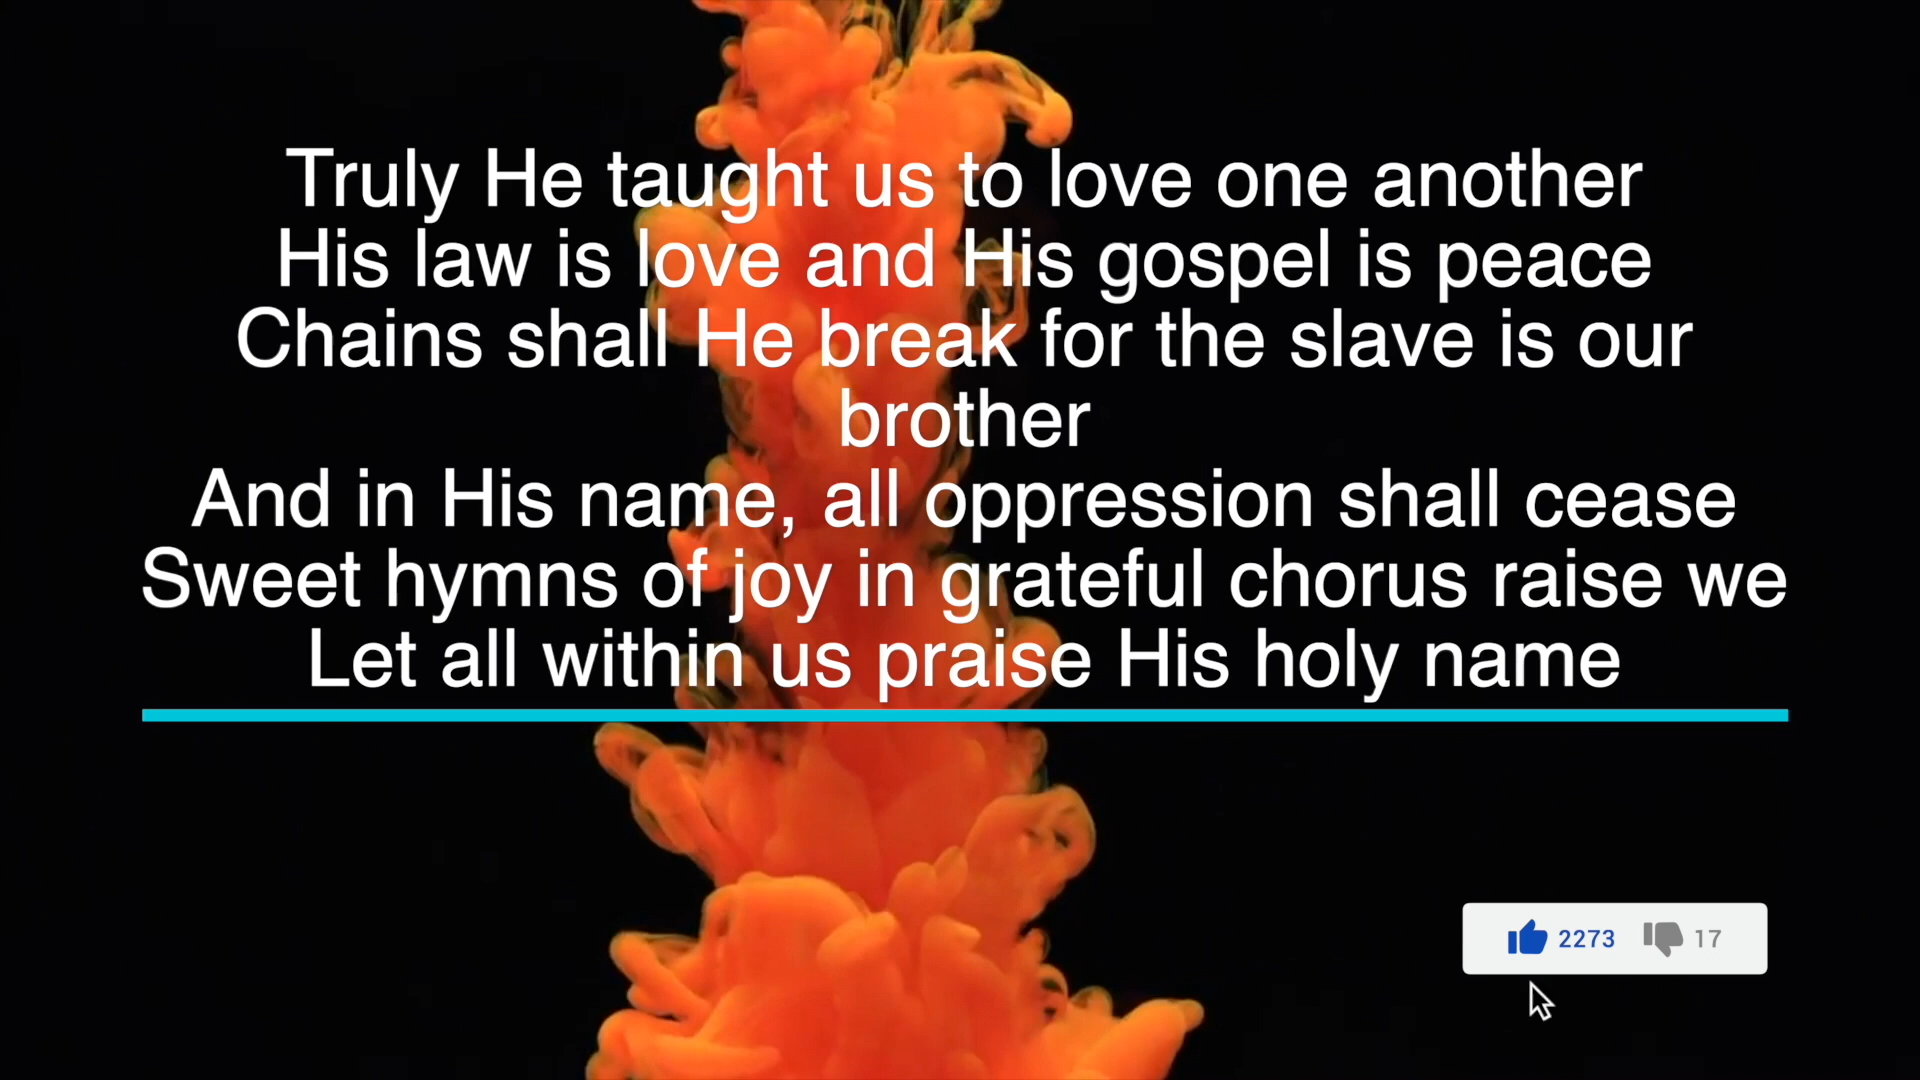 Truly He taught us to love one another
His law is love and His gospel is peace
Chains shall He break for the slave is our
brother
And in His name, all oppression shall cease
Sweet hymns of joy in grateful chorus raise we
Let all within us praise His holy name
2273 17